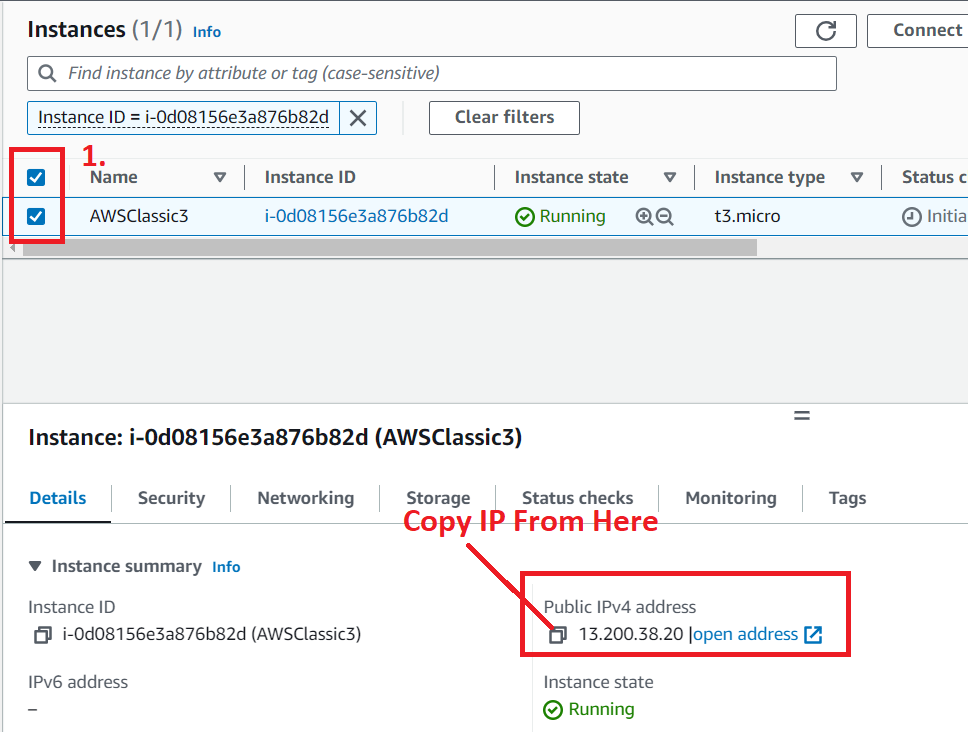 Instances (1/1) Info
Connect
Find instance by attribute or tag (case-sensitive)
Instance ID = i-0d08156e3a876b82d
Clear filters
1.
Name Instance ID Instance state Instance type Status c
AWSClassic3 i-0d08156e3a876b82d Running t3.micro Initia
Instance: i-0d08156e3a876b82d (AWSClassic3)
Details Security Networking Storage Status checks Monitoring Tags
Copy IP From Here
Instance summary Info
Instance ID
i-0d08156e3a876b82d (AWSClassic3)
Public IPv4 address
13.200.38.20 |open address
IPv6 address
–
Instance state
Running